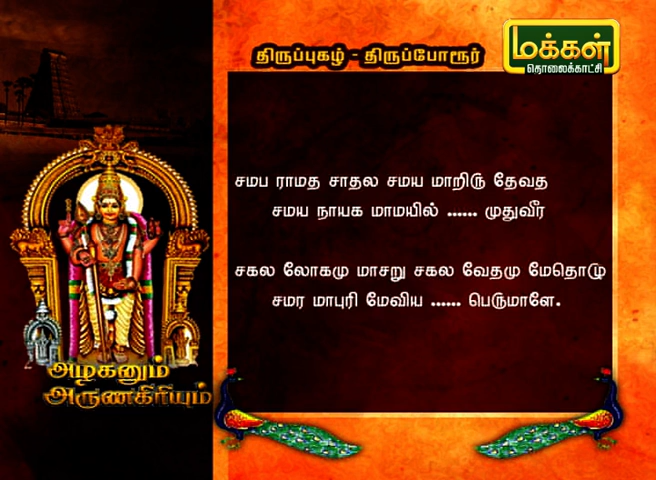 திருப்புகழ் - திருப்போரூர்
மக்கள்
தொலைக்காட்சி
சமப ராமத சாதல சமய மாறிரு தேவத
சமய நாயக மாமயில் ...... முதுவீர
சகல லோகமு மாசறு சகல வேதமு மேதொழு
சமர மாபுரி மேவிய ...... பெருமாளே.
அழகனும்
அருணகிரியும்